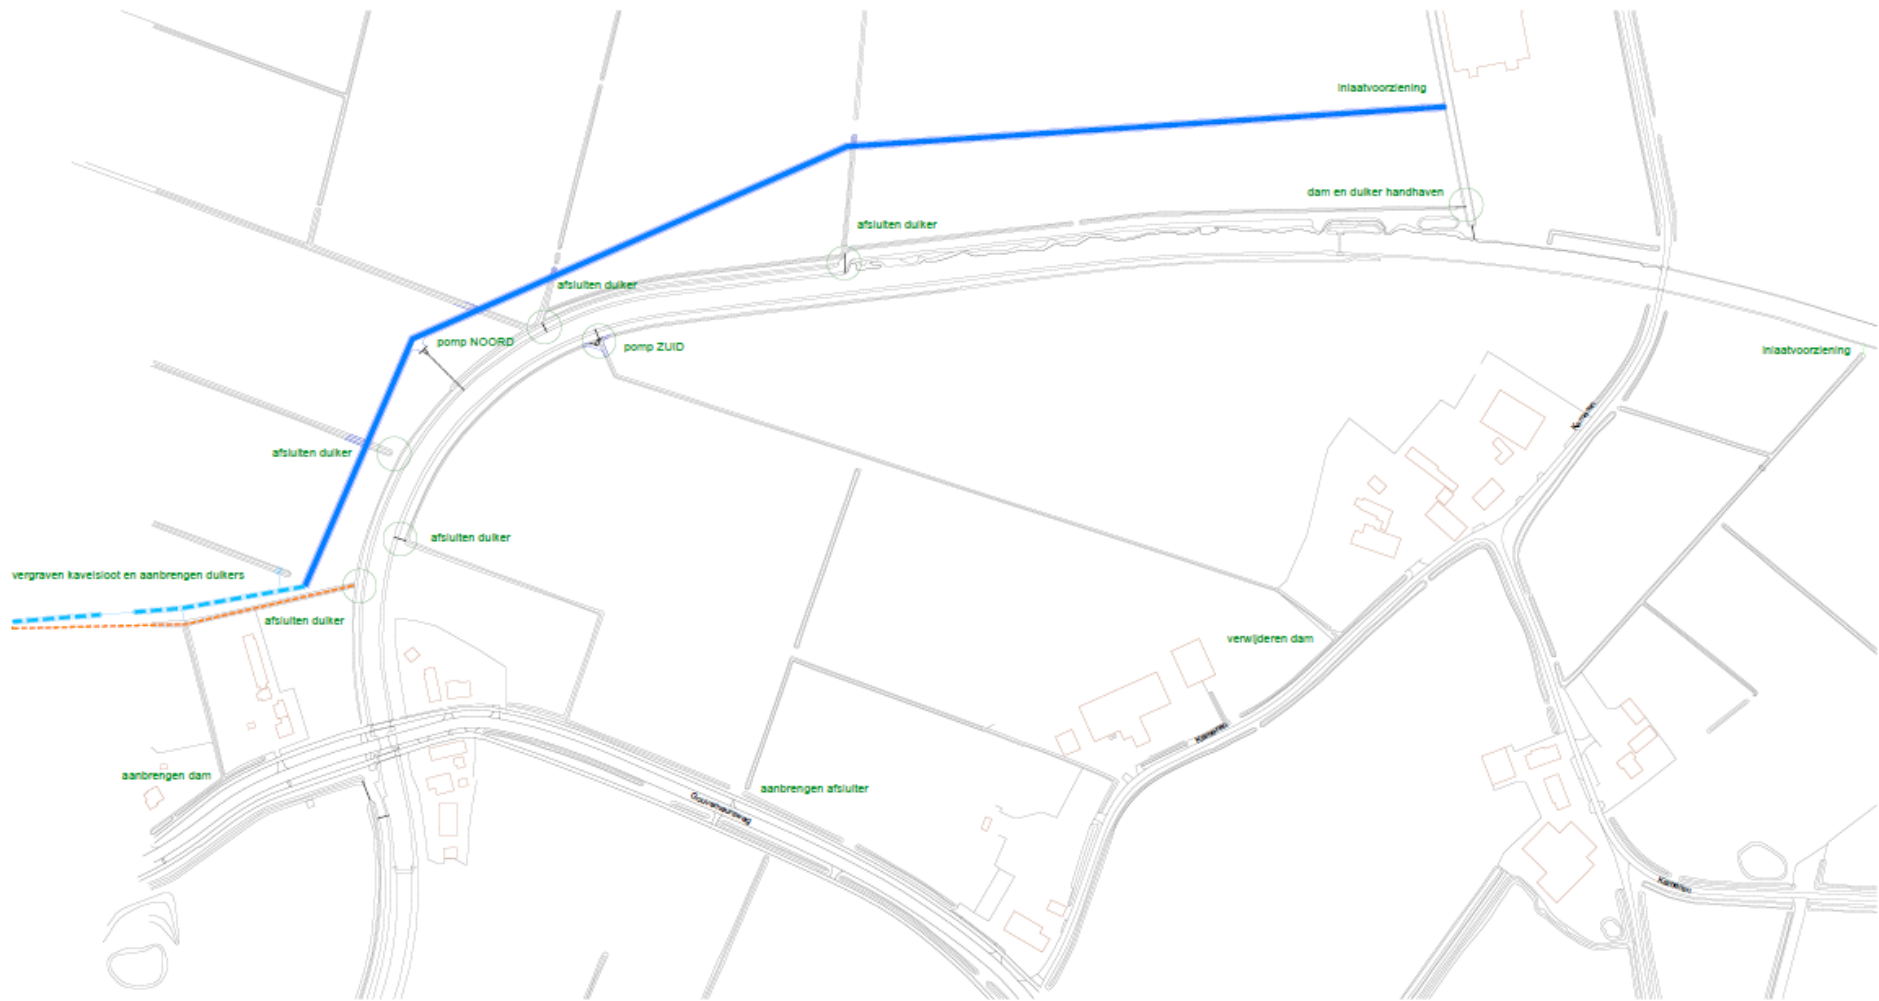 inlaatvoorziening
dam en duiker handhaven
afsluiten duiker
afsluiten duiker
pomp NOORD
pomp ZUID
inlaatvoorziening
afsluiten duiker
afsluiten duiker
vergraven kavelsloot en aanbrengen duikers
afsluiten duiker
verwijderen dam
aanbrengen dam
aanbrengen afsluiter